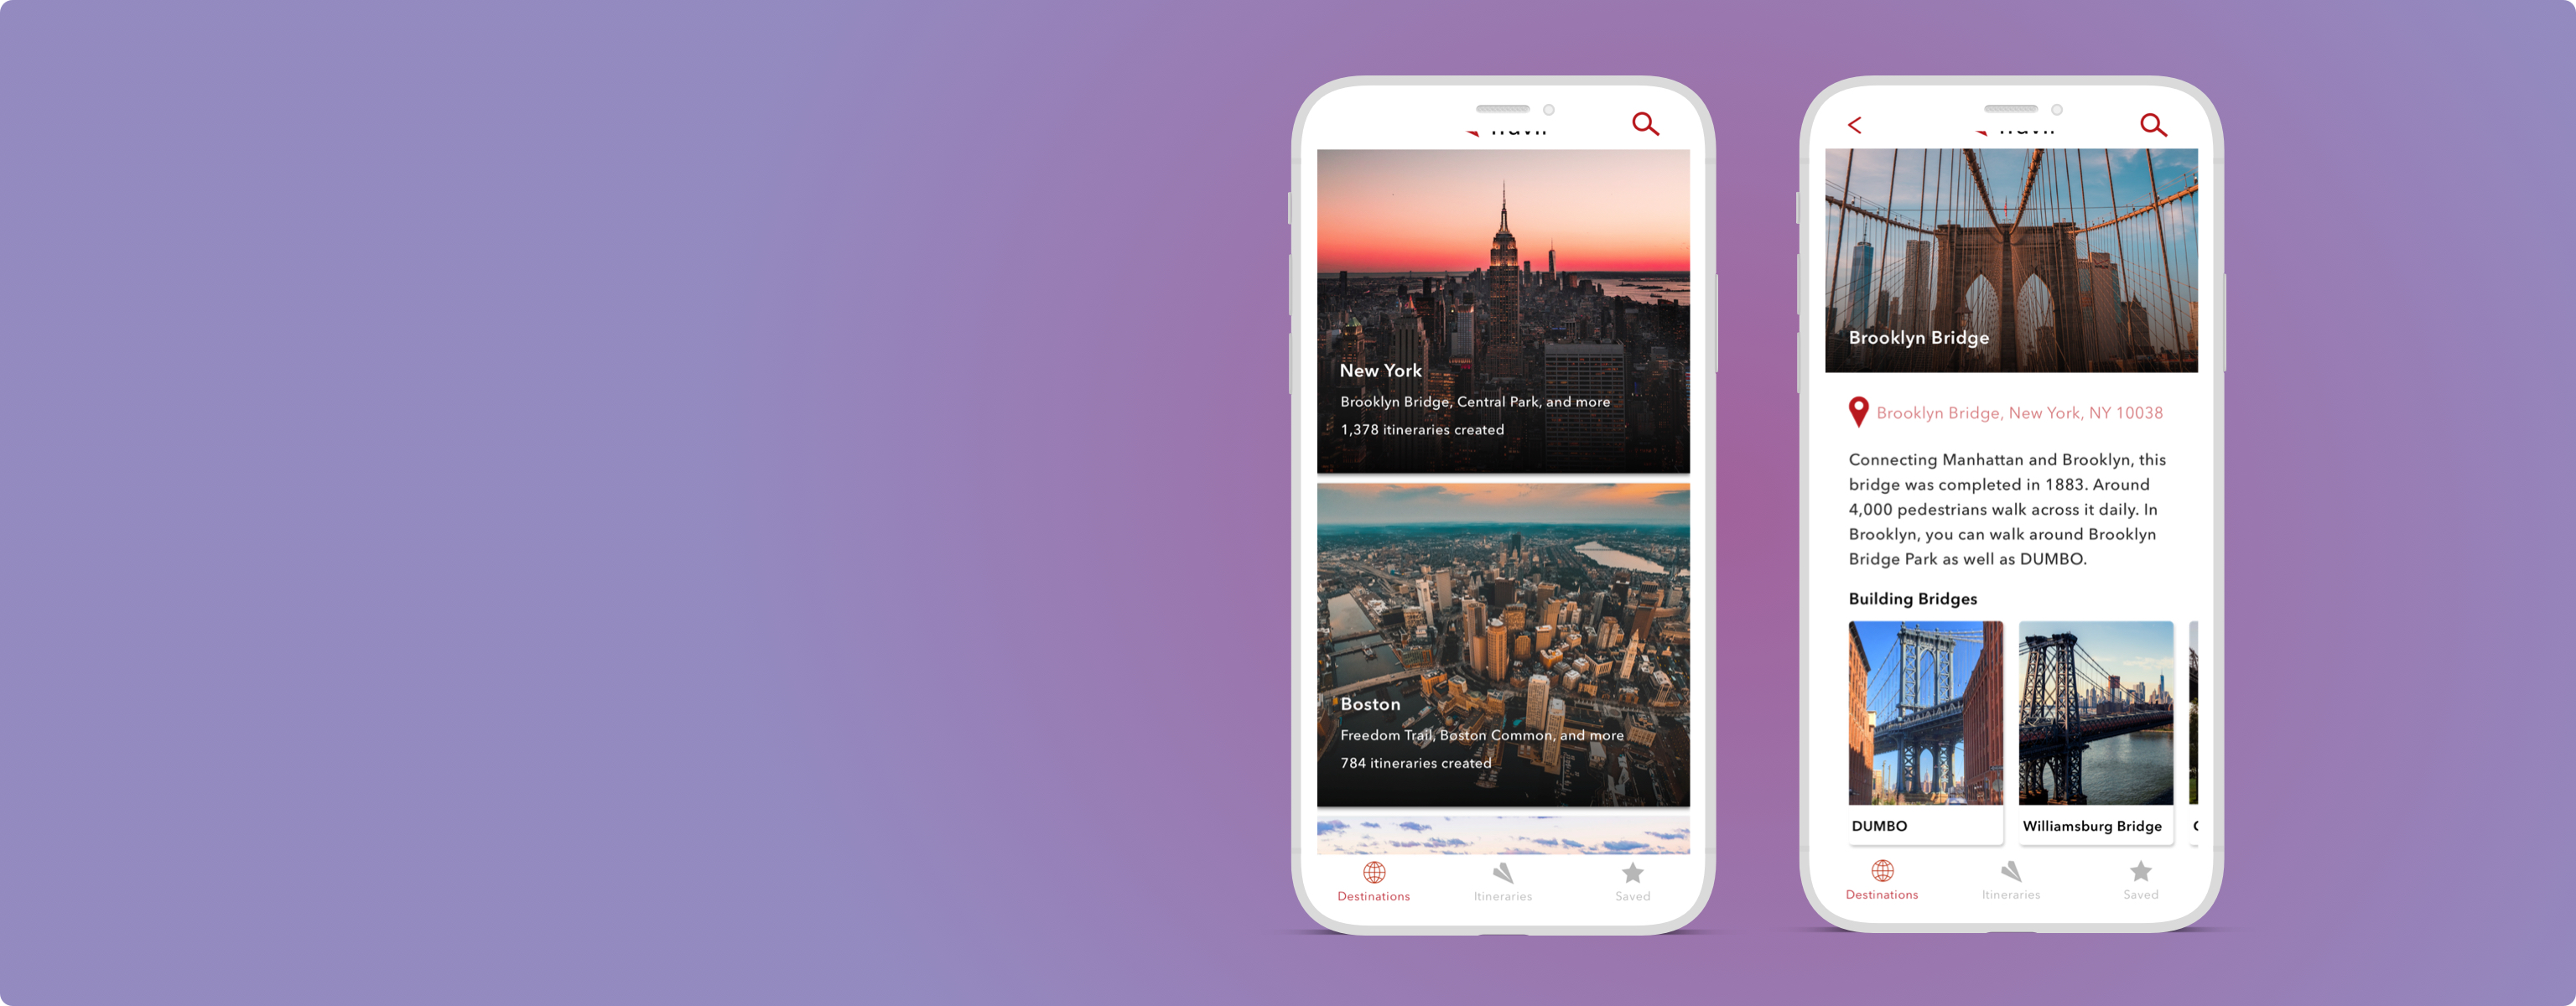 New York
Brooklyn Bridge, Central Park, and more
1,378 itineraries created
Boston
Freedom Trail, Boston Common, and more
784 itineraries created
Destinations
Itineraries
Saved
Brooklyn Bridge
Brooklyn Bridge, New York, NY 10038
Connecting Manhattan and Brooklyn, this
bridge was completed in 1883. Around
4,000 pedestrians walk across it daily. In
Brooklyn, you can walk around Brooklyn
Bridge Park as well as DUMBO.
Building Bridges
DUMBO
Williamsburg Bridge
Destinations
Itineraries
Saved